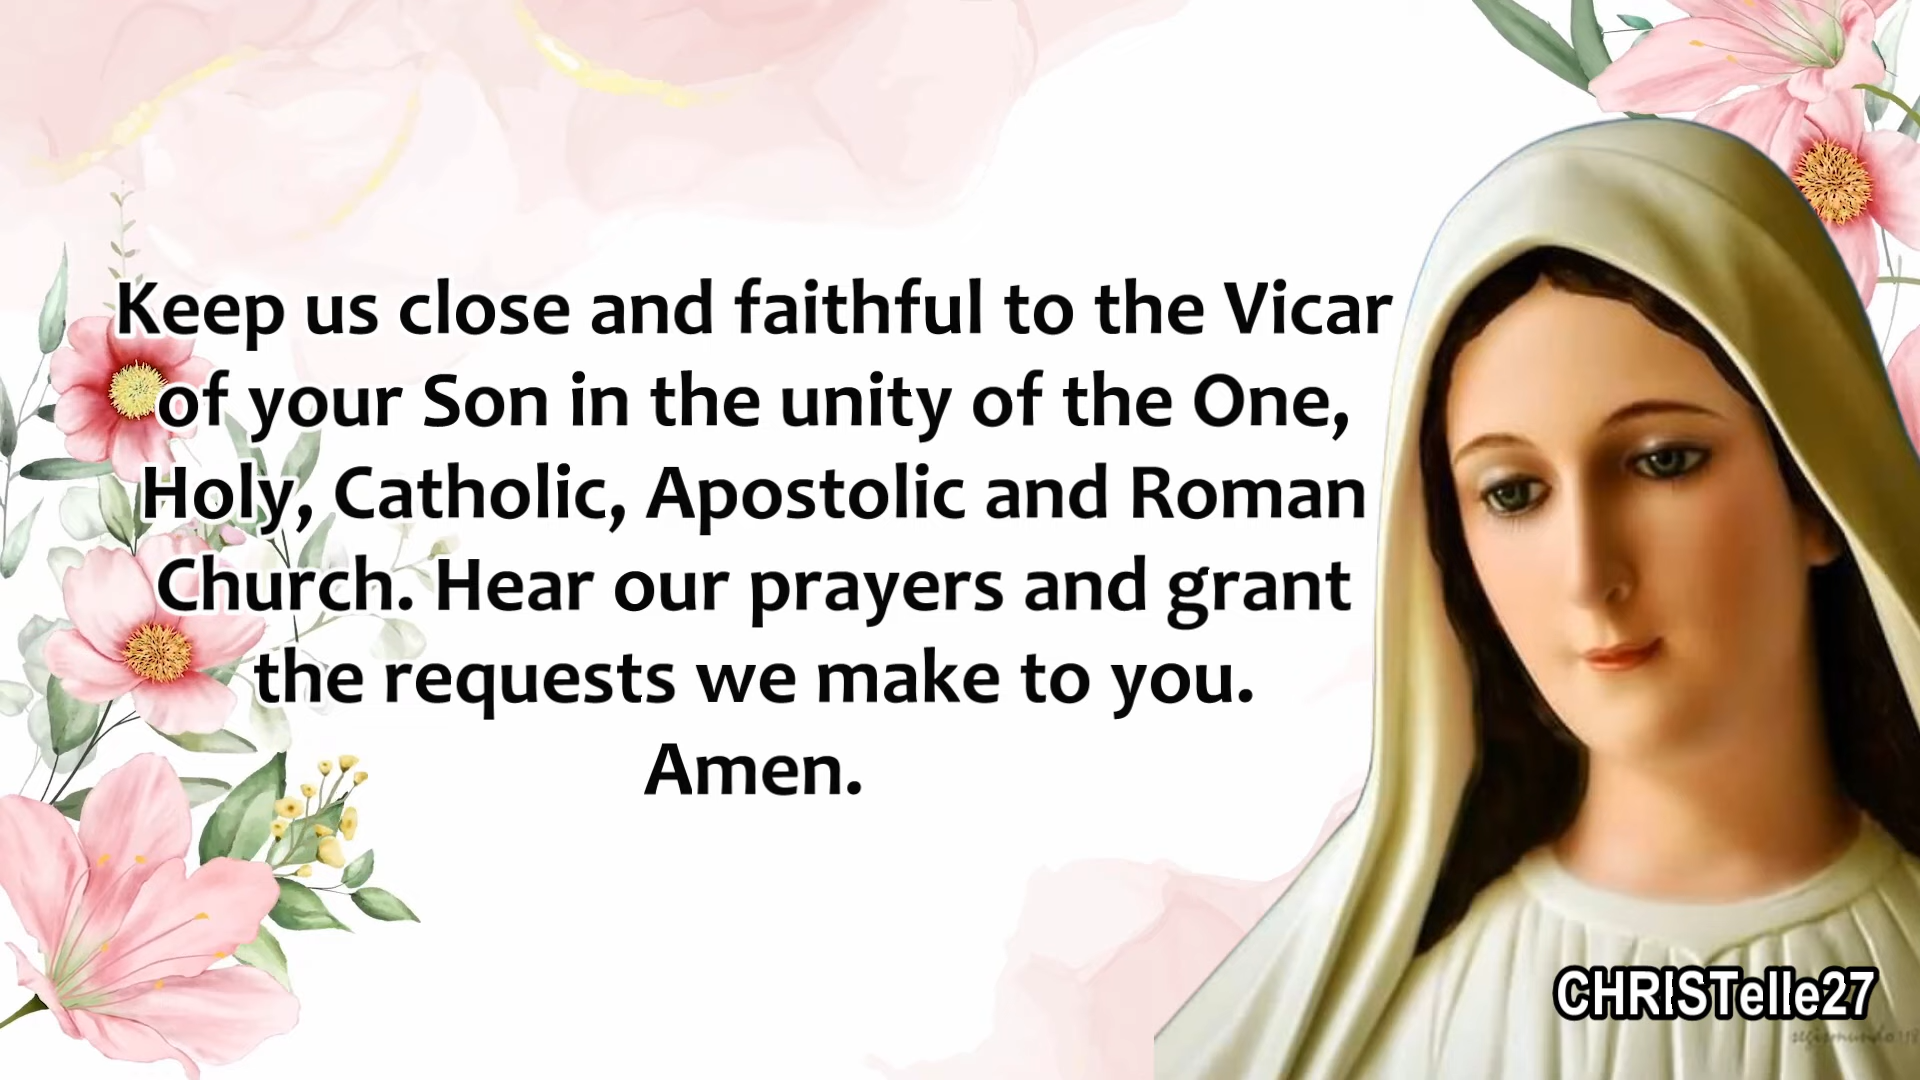 Keep us close and faithful to the Vicar
of your Son in the unity of the One,
Holy, Catholic, Apostolic and Roman
Church. Hear our prayers and grant
the requests we make to you.
Amen.
CHRISTelle27